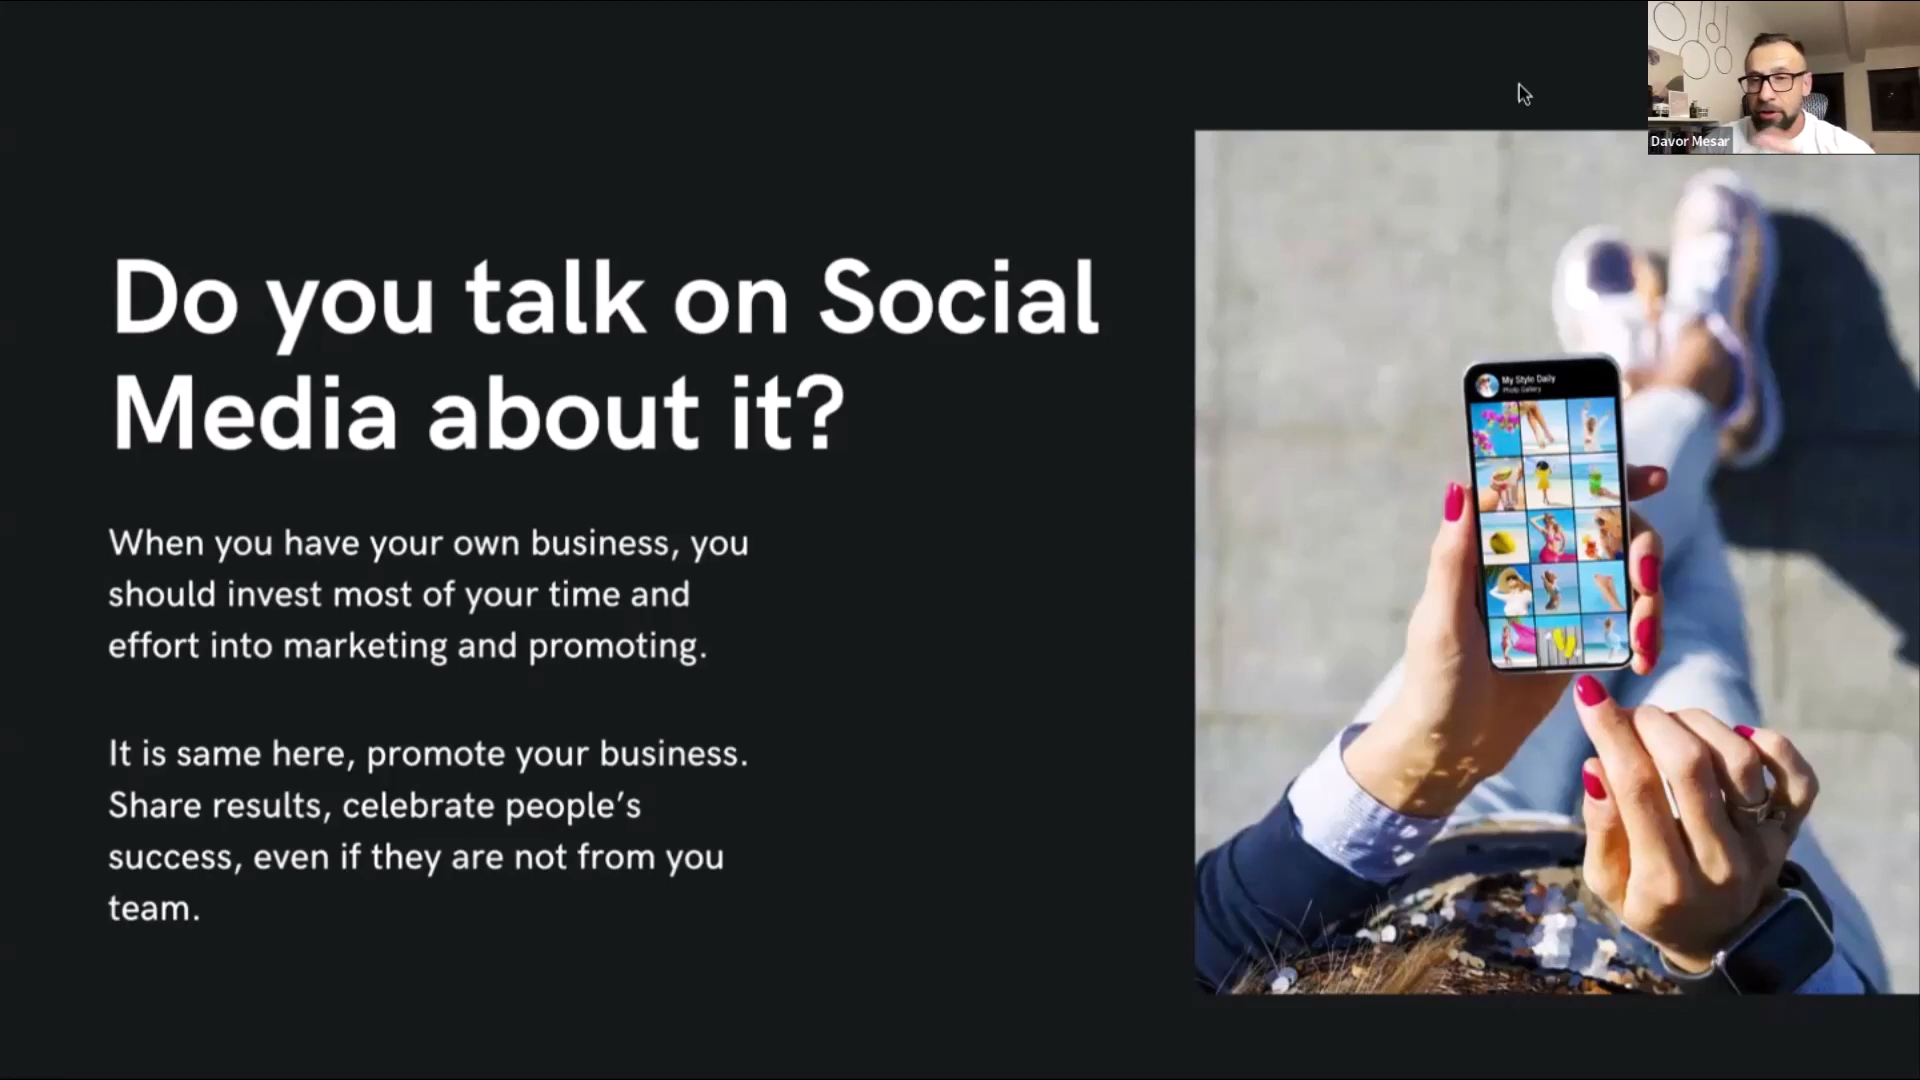 Davor Mesar
Do you talk on Social
Media about it?
When you have your own business, you
should invest most of your time and
effort into marketing and promoting.
It is same here, promote your business.
Share results, celebrate people’s
success, even if they are not from you
team.
My Style Daily
Photo Gallery